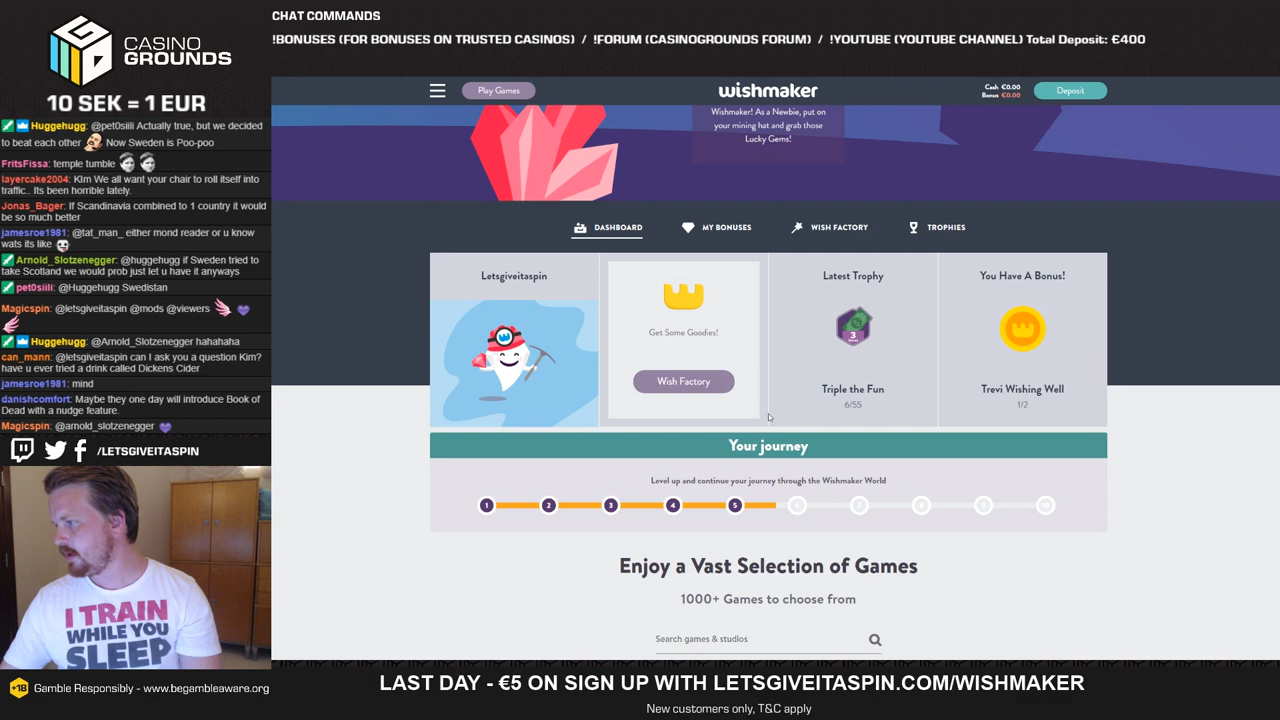 CHAT COMMANDS
!BONUSES (FOR BONUSES ON TRUSTED CASINOS) / !FORUM (CASINOGROUNDS FORUM) / !YOUTUBE (YOUTUBE CHANNEL) Total Deposit: €400
CASINO
GROUNDS
10 SEK = 1 EUR
Huggehugg: @pet0siili Actually true, but we decided
to beat each other Now Sweden is Poo-poo
FritsFissa: temple tumble
layercake2004: KIm We all want your chair to roll itself into
traffic.. Its been horrible lately.
Jonas_Bager: If Scandinavia combined to 1 country it would
be so much better
jamesroe1981: @tat_man_ either mond reader or u know
wats its like
Arnold_Slotzenegger: @huggehugg if Sweden tried to
take Scotland we would prob just let u have it anyways
pet0siili: @Huggehugg Swedistan
Magicspin: @letsgiveitaspin @mods @viewers
Huggehugg: @Arnold_Slotzenegger hahahaha
can_mann: @letsgiveitaspin can I ask you a question Kim?
have u ever tried a drink called Dickens Cider
jamesroe1981: mind
danishcomfort: Maybe they one day will introduce Book of
Dead with a nudge feature.
Magicspin: @arnold_slotzenegger
/LETSGIVEITASPIN
I TRAIN
WHILE YOU
SLEEP
+18 Gamble Responsibly - www.begambleaware.org
Play Games
wishmaker
Cash €0.00
Bonus €0.00
Deposit
Wishmaker! As a Newbie, put on
your mining hat and grab those
Lucky Gems!
DASHBOARD
MY BONUSES
WISH FACTORY
TROPHIES
Letsgiveitaspin
Get Some Goodies!
Wish Factory
Latest Trophy
3
Triple the Fun
6/55
You Have A Bonus!
Trevi Wishing Well
1/2
Your journey
Level up and continue your journey through the Wishmaker World
1 2 3 4 5 6 7 8 9 10
Enjoy a Vast Selection of Games
1000+ Games to choose from
Search games & studios
LAST DAY - €5 ON SIGN UP WITH LETSGIVEITASPIN.COM/WISHMAKER
New customers only, T&C apply